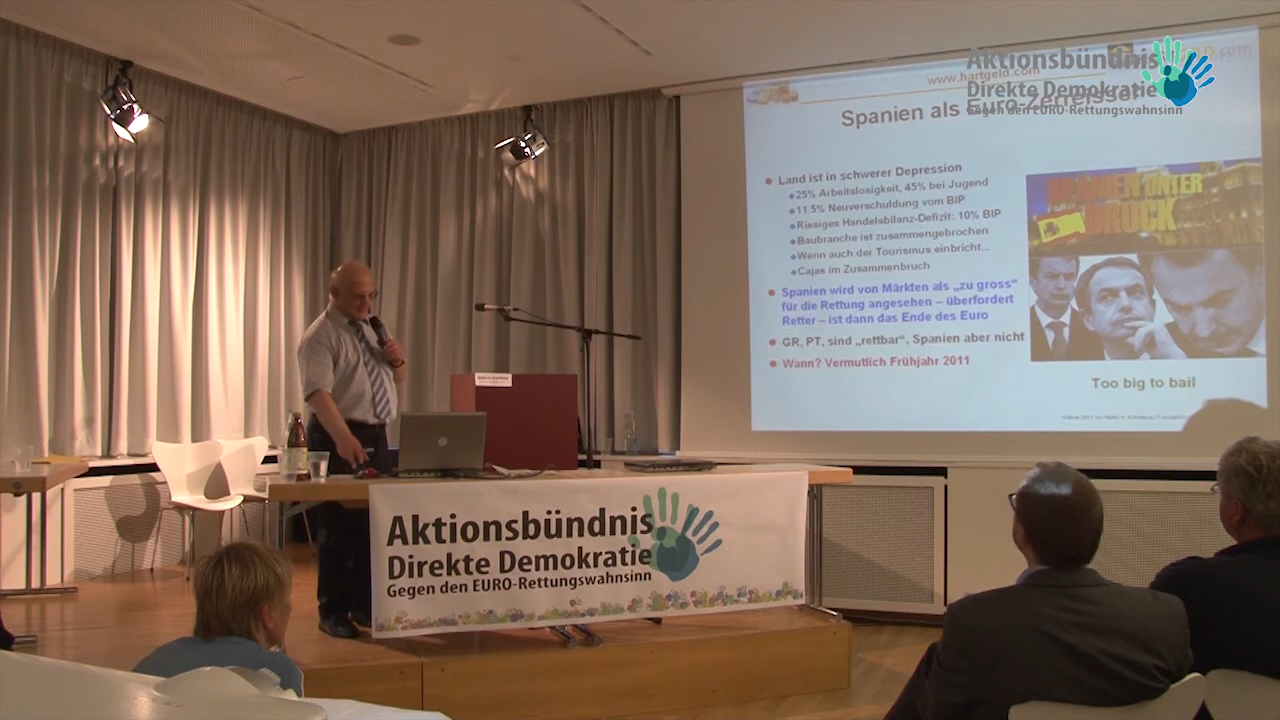 Aktionsbündnis
Direkte Demokratie
Gegen den EURO-Rettungswahnsinn
www.hartgeld.com
Spanien als Euro-Zerreisser
Land ist in schwerer Depression
25% Arbeitslosigkeit, 45% bei Jugend
11.5% Neuverschuldung vom BIP
Riesiges Handelsbilanz-Defizit: 10% BIP
Baubranche ist zusammengebrochen
Wenn auch der Tourismus einbricht...
Cajas im Zusammenbruch
Spanien wird von Märkten als „zu gross“
für die Rettung angesehen – überfordert
Retter – ist dann das Ende des Euro
GR, PT, sind „rettbar“, Spanien aber nicht
Wann? Vermutlich Frühjahr 2011
SPANIEN UNTER
DRUCK
Too big to bail
Aktionsbündnis
Direkte Demokratie
Gegen den EURO-Rettungswahnsinn